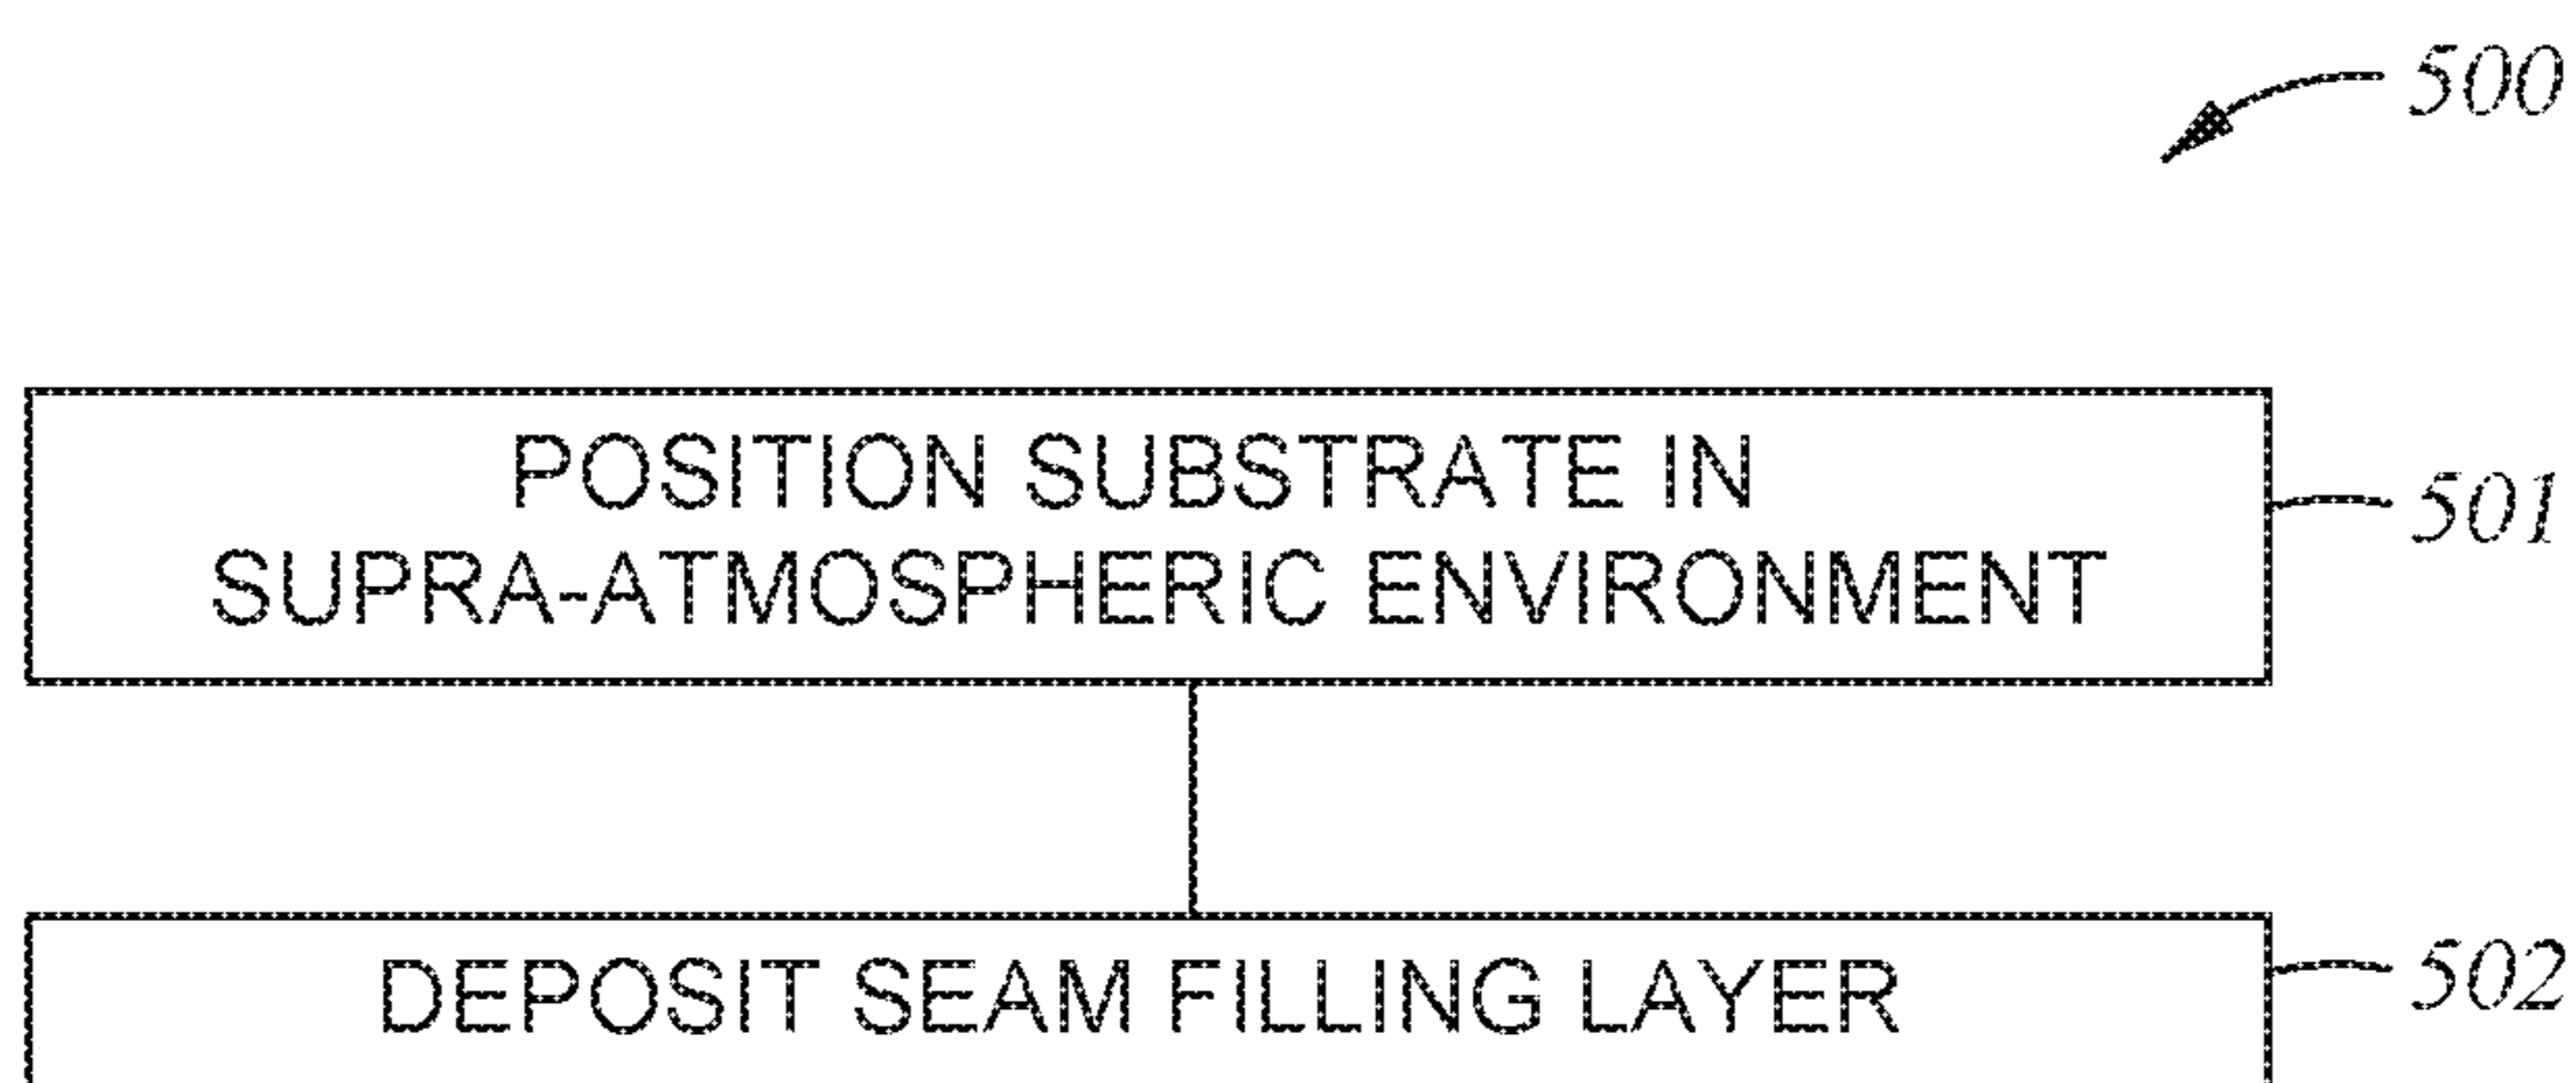 500
POSITION SUBSTRATE IN
SUPRA-ATMOSPHERIC ENVIRONMENT
501
DEPOSIT SEAM FILLING LAYER
502